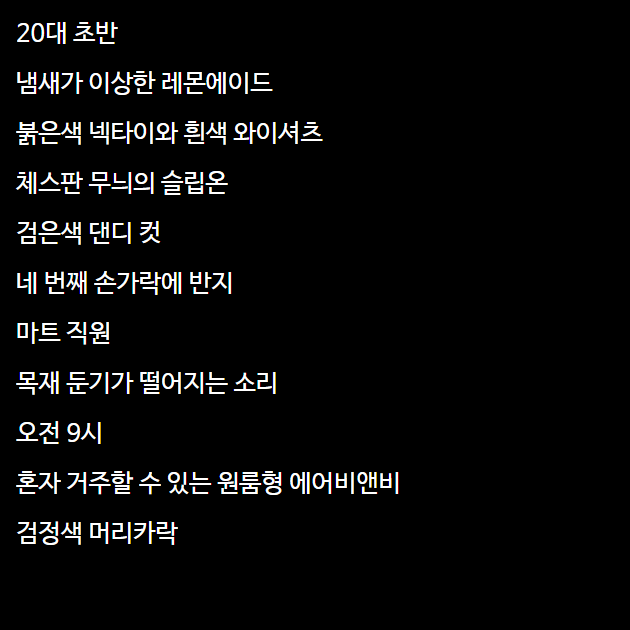 20대 초반
냄새가 이상한 레몬에이드
붉은색 넥타이와 흰색 와이셔츠
체스판 무늬의 슬립온
검은색 댄디 컷
네 번째 손가락에 반지
마트 직원
목재 둔기가 떨어지는 소리
오전 9시
혼자 거주할 수 있는 원룸형 에어비앤비
검정색 머리카락